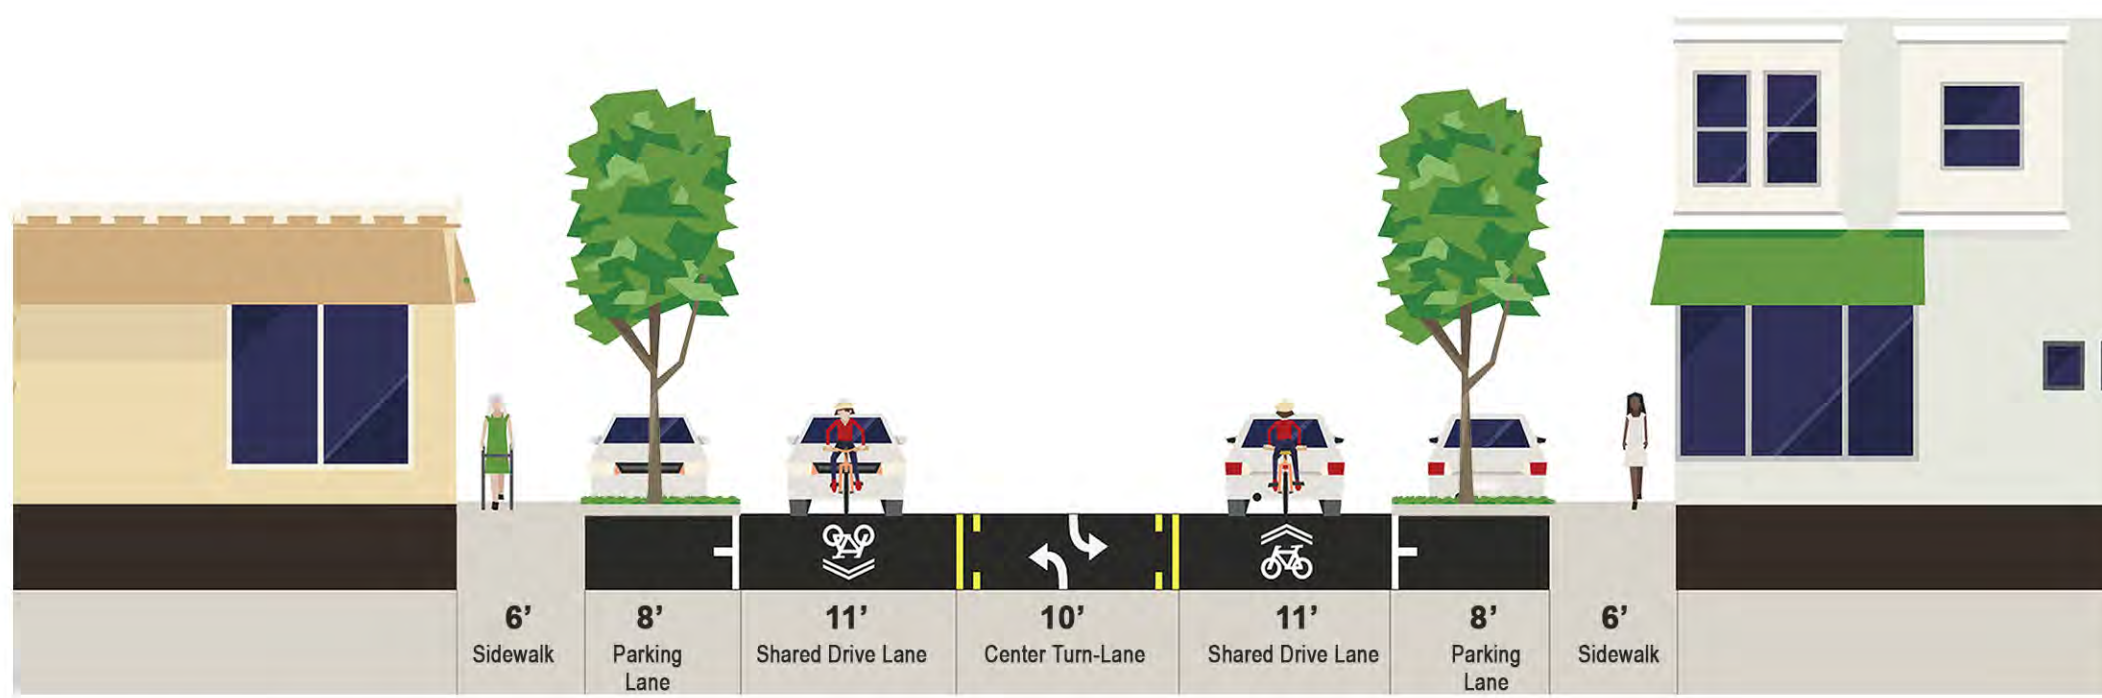 6’
Sidewalk
8’
Parking
Lane
11’
Shared Drive Lane
10’
Center Turn-Lane
11’
Shared Drive Lane
8’
Parking
Lane
6’
Sidewalk